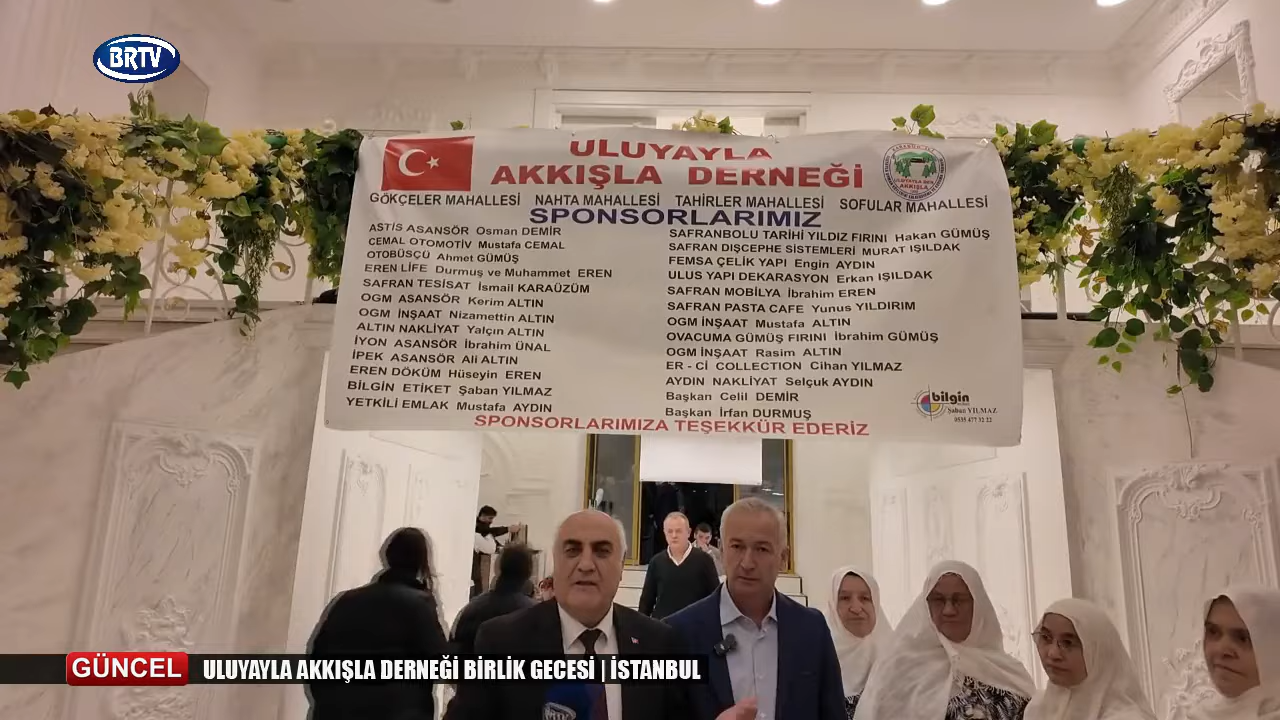 BRTV
ULUYAYLA
AKKIŞLA DERNEĞİ
GÖKÇELER MAHALLESİ NAHTA MAHALLESİ TAHİRLER MAHALLESİ SOFULAR MAHALLESİ
SPONSORLARIMIZ
ASTİS ASANSÖR Osman DEMİR
CEMAL OTOMOTİV Mustafa CEMAL
OTOBÜSÇÜ Ahmet GÜMÜŞ
EREN LİFE Durmuş ve Muhammet EREN
SAFRAN TESİSAT İsmail KARAÜZÜM
OGM ASANSÖR Kerim ALTIN
OGM İNŞAAT Nizamettin ALTIN
ALTIN NAKLİYAT Yalçın ALTIN
İYON ASANSÖR İbrahim ÜNAL
İPEK ASANSÖR Ali ALTIN
EREN DÖKÜM Hüseyin EREN
BİLGİN ETİKET Şaban YILMAZ
YETKİLİ EMLAK Mustafa AYDIN
SAFRANBOLU TARİHİ YILDIZ FIRINI Hakan GÜMÜŞ
SAFRAN DIŞCEPHE SİSTEMLERİ MURAT IŞILDAK
FEMSA ÇELİK YAPI Engin AYDIN
ULUS YAPI DEKARASYON Erkan IŞILDAK
SAFRAN MOBİLYA İbrahim EREN
SAFRAN PASTA CAFE Yunus YILDIRIM
OGM İNŞAAT Mustafa ALTIN
OVACUMA GÜMÜŞ FIRINI İbrahim GÜMÜŞ
OGM İNŞAAT Rasim ALTIN
ER - Cİ COLLECTION Cihan YILMAZ
AYDIN NAKLİYAT Selçuk AYDIN
Başkan Celil DEMİR
Başkan İrfan DURMUŞ
bilgin
Şaban YILMAZ
0535 477 32 22
SPONSORLARIMIZA TEŞEKKÜR EDERİZ
GÜNCEL ULUYAYLA AKKIŞLA DERNEĞİ BİRLİK GECESİ | İSTANBUL
BRTV